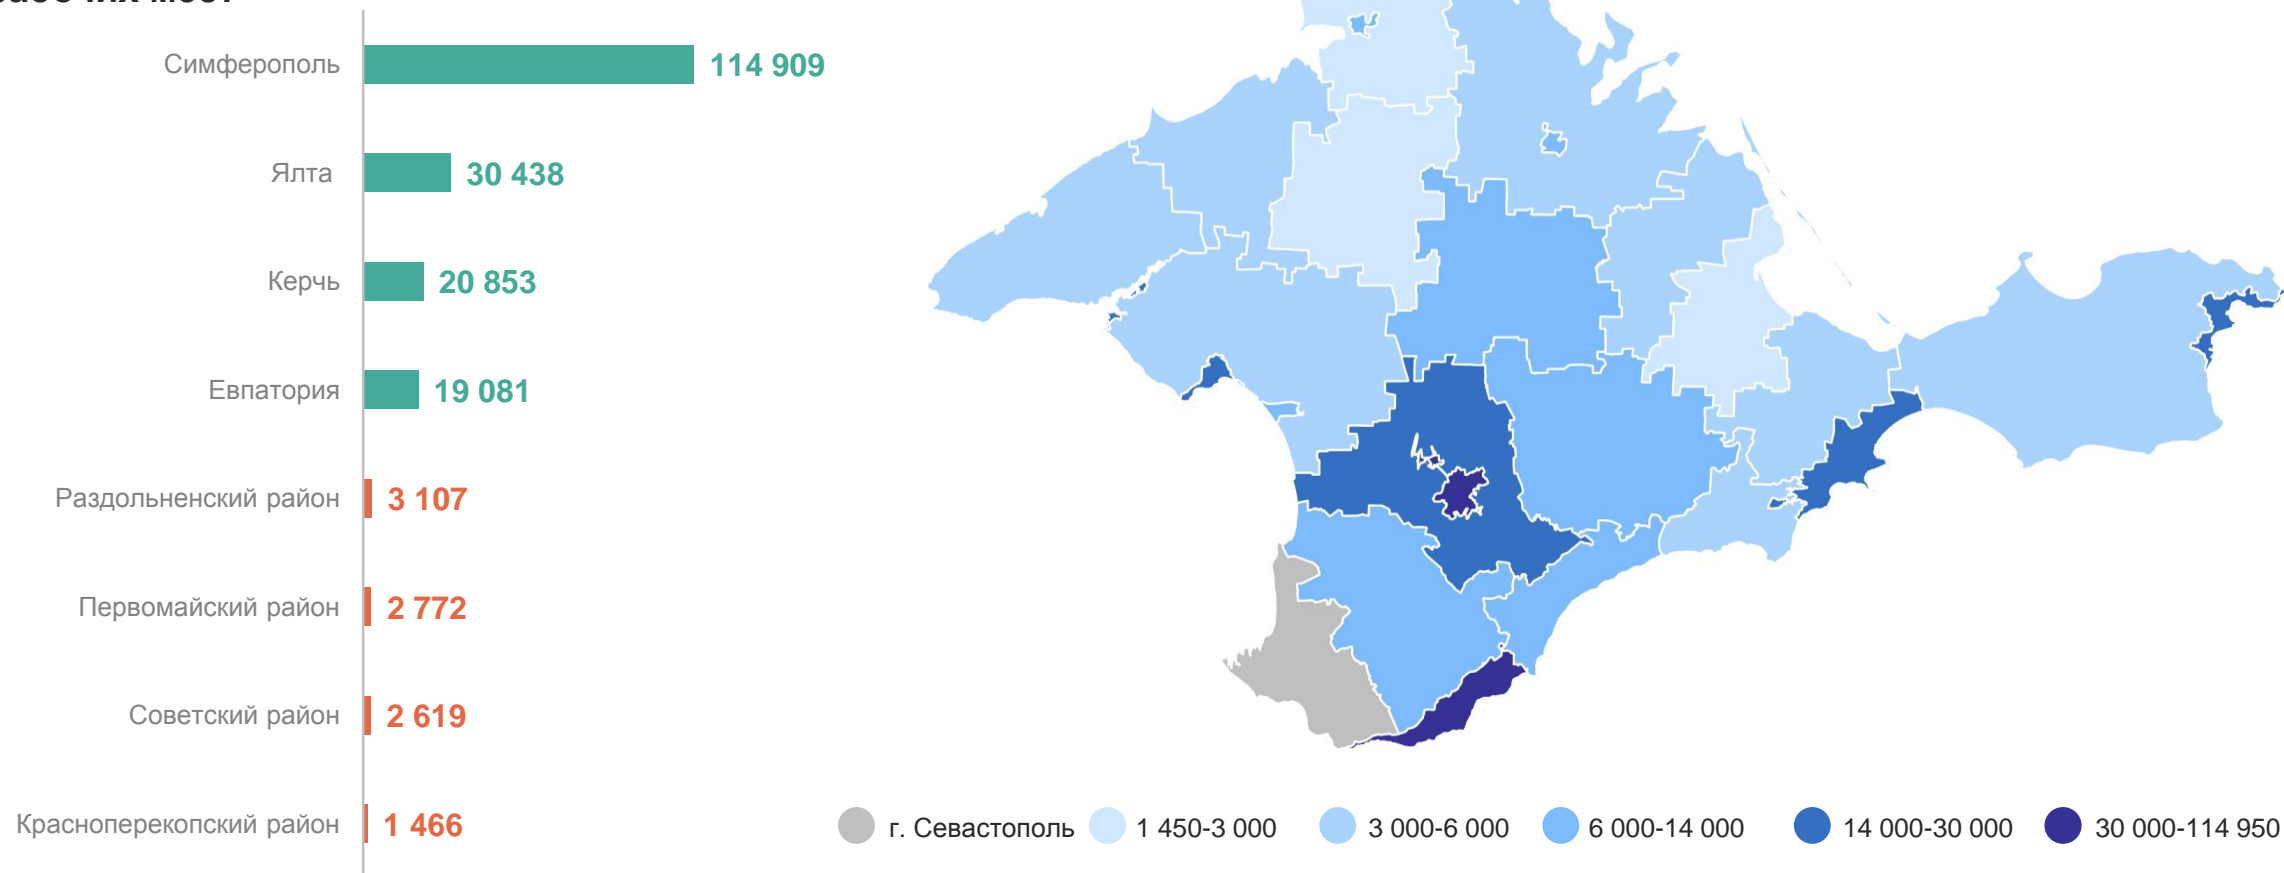 Симферополь
114 909
Ялта
30 438
Керчь
20 853
Евпатория
19 081
Раздольненский район
3 107
Первомайский район
2 772
Советский район
2 619
Красноперекопский район
1 466
г. Севастополь
1 450-3 000
3 000-6 000
6 000-14 000
14 000-30 000
30 000-114 950